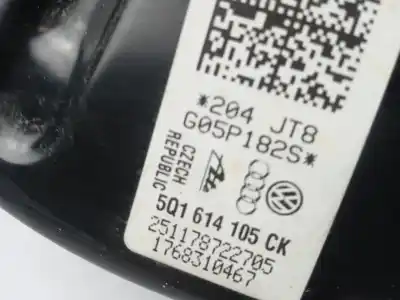 *204 JT8
G05P182S*
CZECH
REPUBLIC
5Q1 614 105 CK
251178722705
1768310467